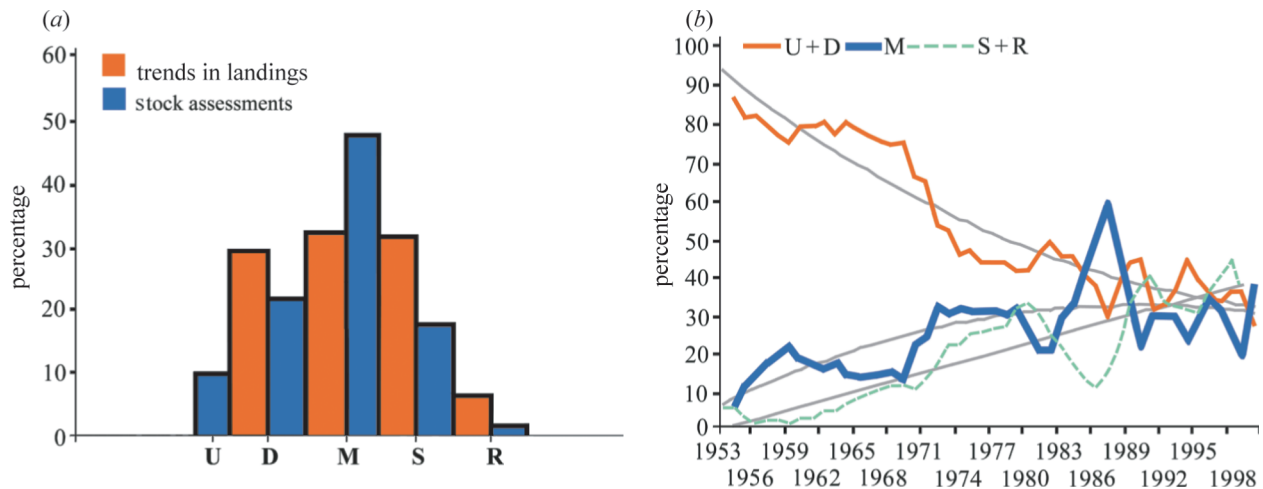 (a)
60
50
40
30
20
10
0
percentage
trends in landings
stock assessments
U D M S R
(b)
100
90
80
70
60
50
40
30
20
10
0
percentage
U + D M S + R
1953 1959 1965 1971 1977 1983 1989 1995
1956 1962 1968 1974 1980 1986 1992 1998